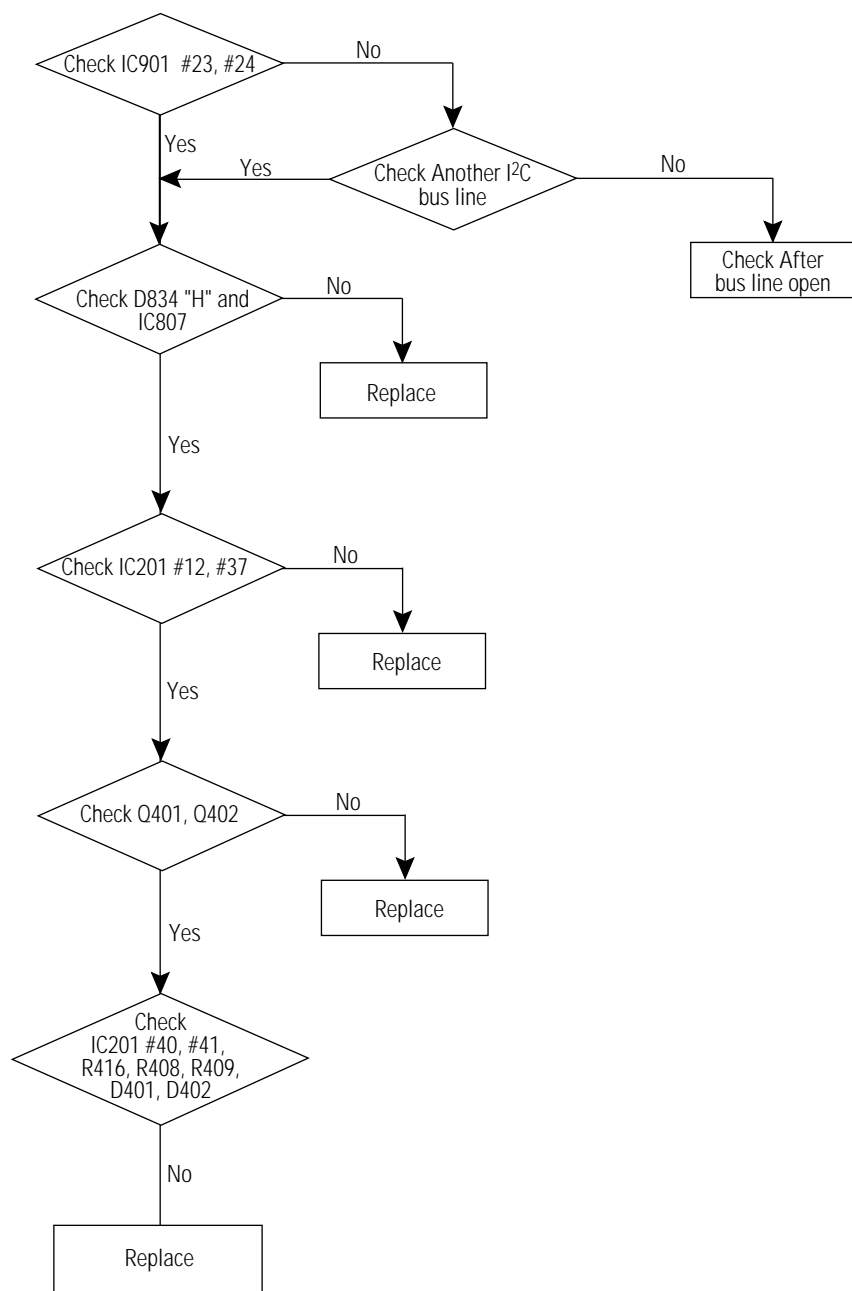 Check IC901 #23, #24
No
Yes
Yes
Check Another I²C
bus line
No
Check After
bus line open
Check D834 "H" and
IC807
No
Replace
Yes
Check IC201 #12, #37
No
Replace
Yes
Check Q401, Q402
No
Replace
Yes
Check
IC201 #40, #41,
R416, R408, R409,
D401, D402
No
Replace